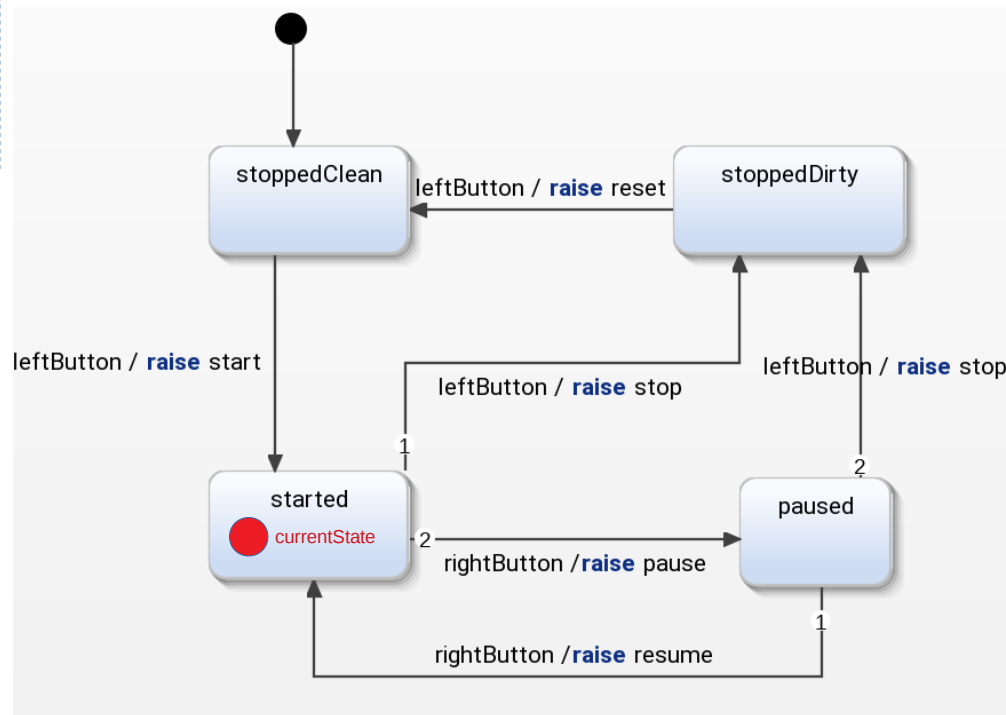 stoppedClean
stoppedDirty
leftButton / raise reset
leftButton / raise start
leftButton / raise stop
leftButton / raise stop
1
2
started
currentState
paused
2
rightButton /raise pause
1
rightButton /raise resume